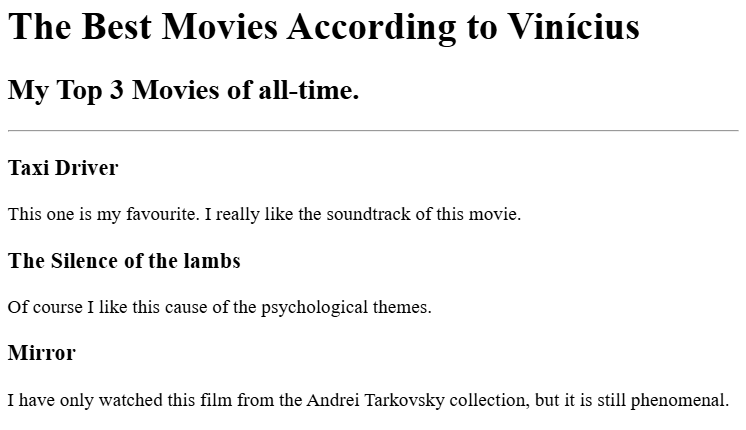 The Best Movies According to Vinícius
My Top 3 Movies of all-time.
Taxi Driver
This one is my favourite. I really like the soundtrack of this movie.
The Silence of the lambs
Of course I like this cause of the psychological themes.
Mirror
I have only watched this film from the Andrei Tarkovsky collection, but it is still phenomenal.